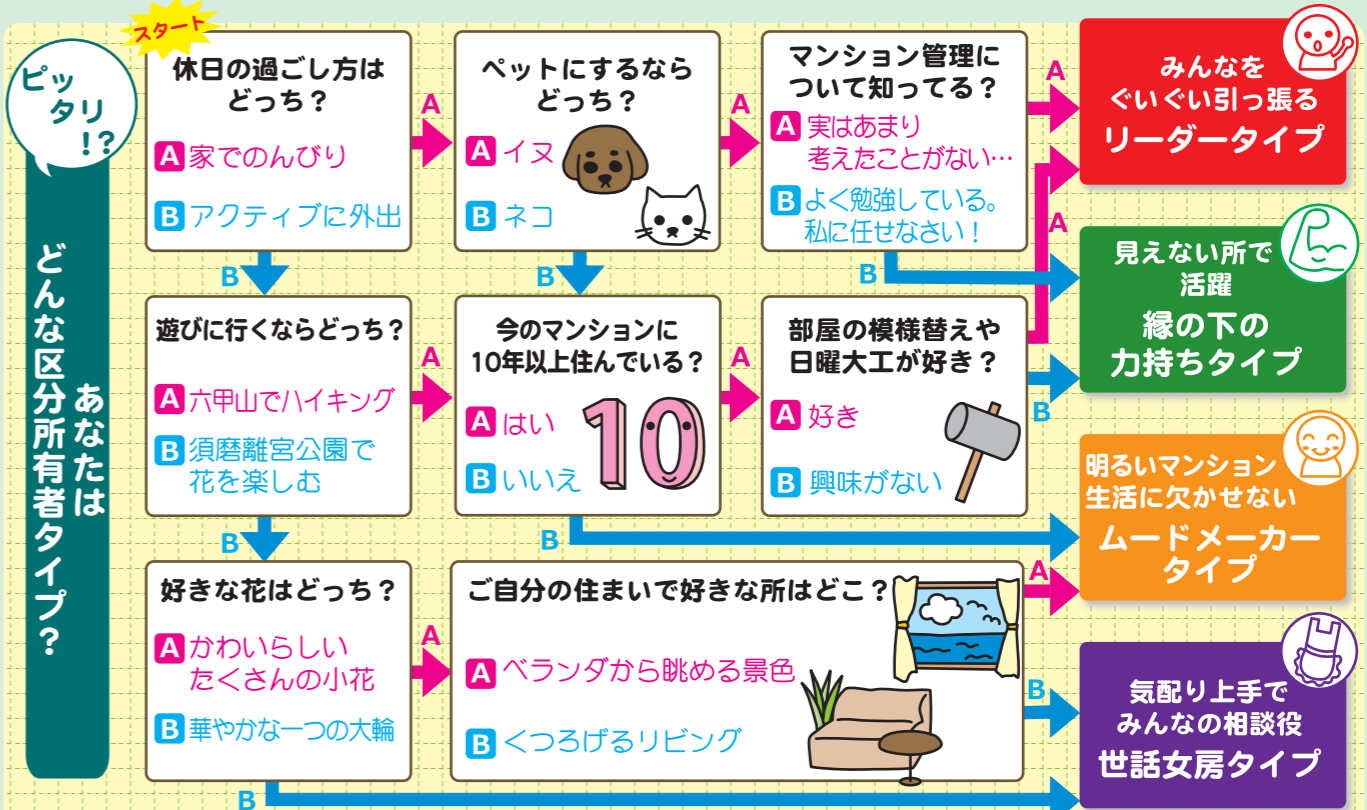 スタート
ピッ
タリ
!?
あなたは
どんな区分所有者タイプ？
休日の過ごし方は
どっち？
A 家でのんびり
B アクティブに外出
A
B
ペットにするなら
どっち？
A イヌ
B ネコ
A
B
マンション管理に
ついて知ってる？
A 実はあまり
考えたことがない…
B よく勉強している。
私に任せなさい！
A
B
みんなを
ぐいぐい引っ張る
リーダータイプ
遊びに行くならどっち？
A 六甲山でハイキング
B 須磨離宮公園で
花を楽しむ
A
B
今のマンションに
10年以上住んでいる？
A はい
B いいえ
10
A
B
部屋の模様替えや
日曜大工が好き？
A 好き
B 興味がない
A
B
見えない所で
活躍
縁の下の
力持ちタイプ
明るいマンション
生活に欠かせない
ムードメーカー
タイプ
好きな花はどっち？
A かわいらしい
たくさんの小花
B 華やかな一つの大輪
A
B
ご自分の住まいで好きな所はどこ？
A ベランダから眺める景色
B くつろげるリビング
A
B
気配り上手で
みんなの相談役
世話女房タイプ